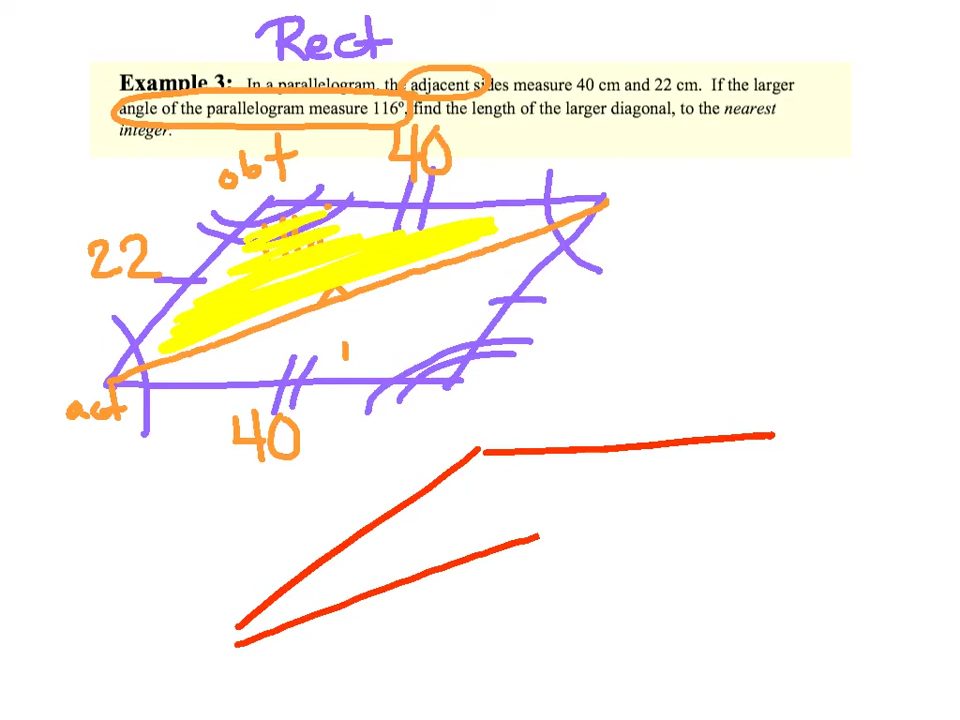 Rect
Example 3: In a parallelogram, the adjacent sides measure 40 cm and 22 cm. If the larger
angle of the parallelogram measure 116º, find the length of the larger diagonal, to the nearest
integer.
obt
40
22
act
40